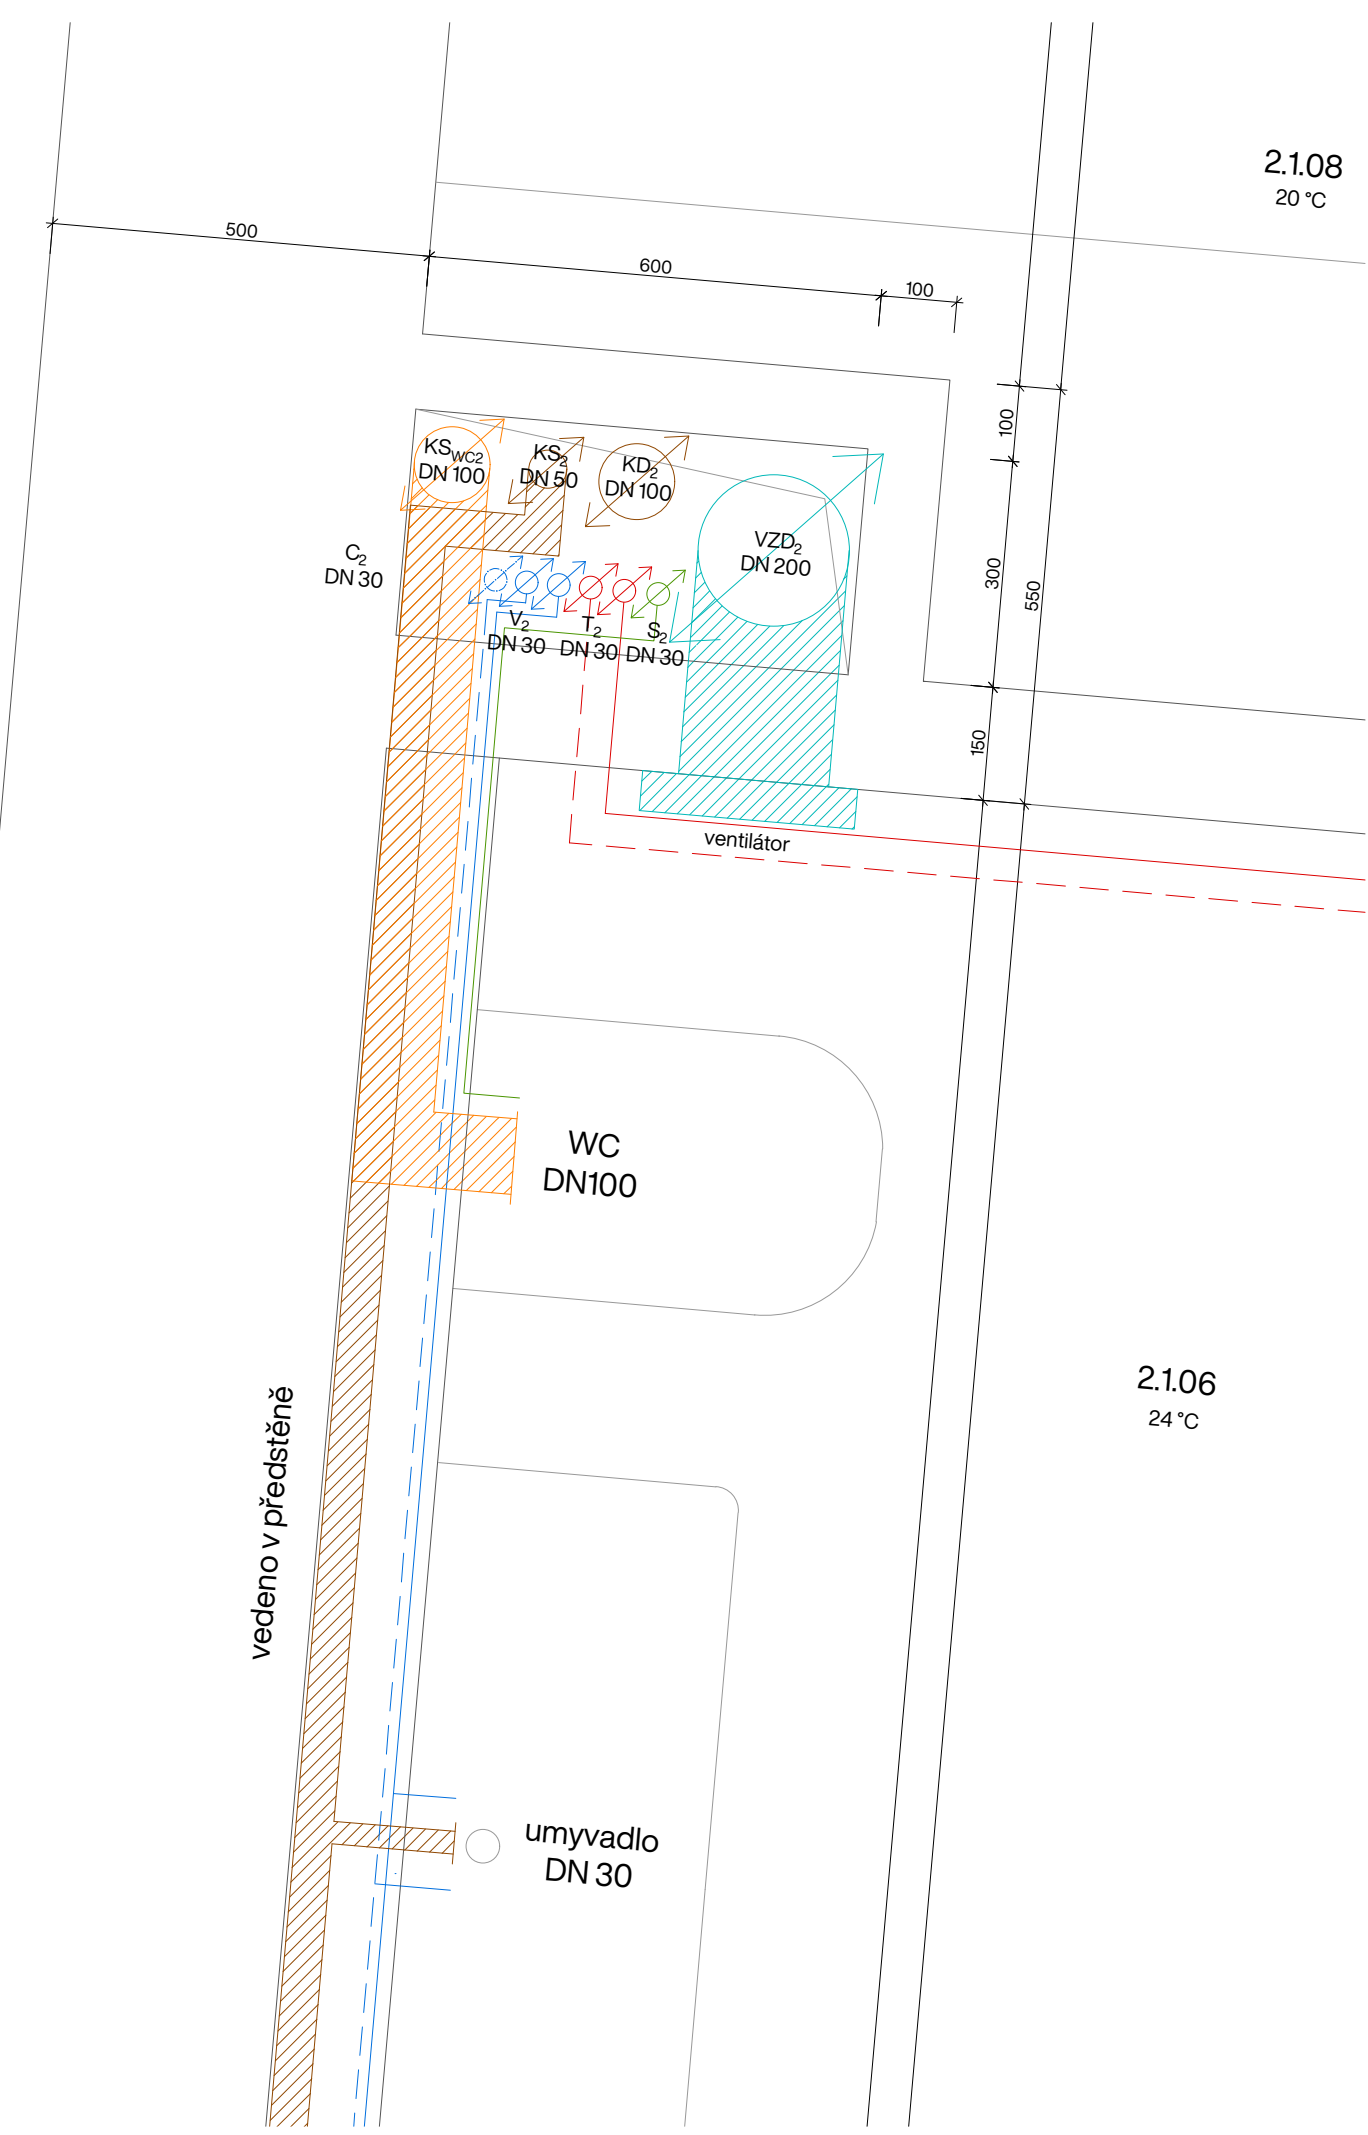 2.1.08
20 °C
500
600
100
100
300
550
150
KSWC2
DN 100
KS2
DN 50
KD2
DN 100
VZD2
DN 200
C2
DN 30
V2
DN 30
T2
DN 30
S2
DN 30
ventilátor
WC
DN100
2.1.06
24 °C
vedeno v předstěně
umyvadlo
DN 30